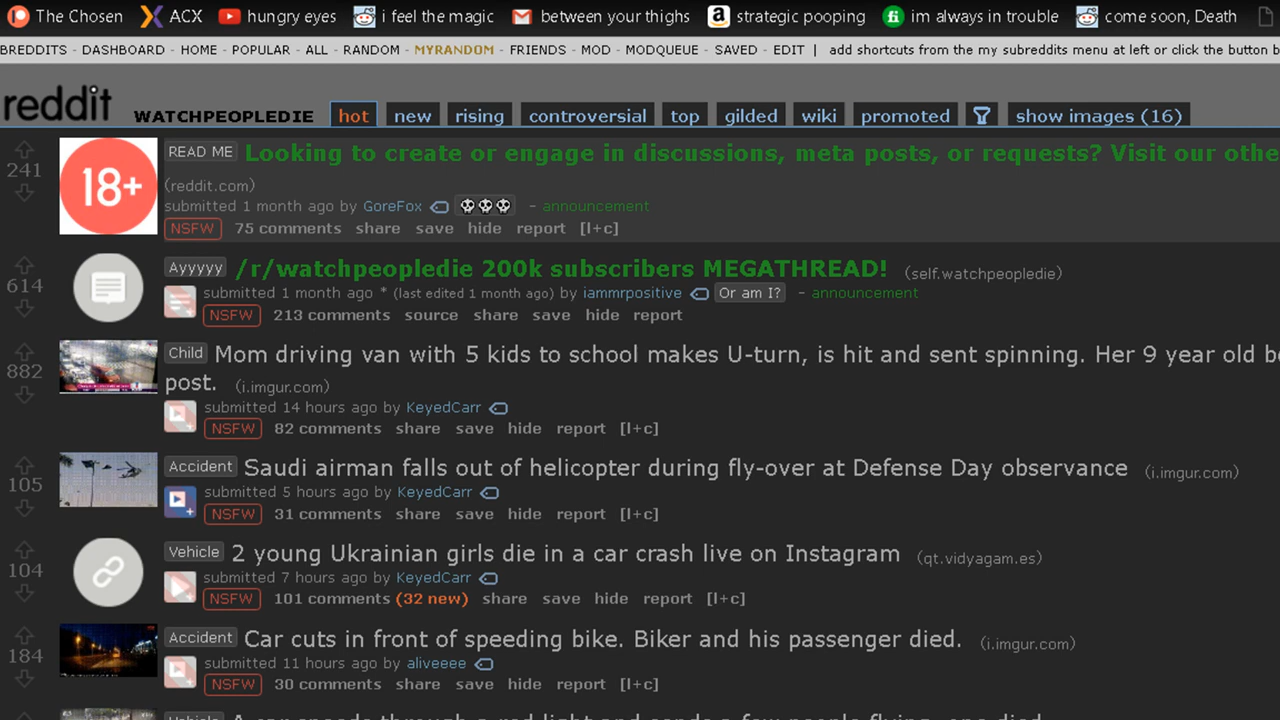 The Chosen ACX hungry eyes i feel the magic between your thighs strategic pooping im always in trouble come soon, Death
BREDDITS - DASHBOARD - HOME - POPULAR - ALL - RANDOM - MYRANDOM - FRIENDS - MOD - MODQUEUE - SAVED - EDIT | add shortcuts from the my subreddits menu at left or click the button b
reddit WATCHPEOPLEDIE hot new rising controversial top gilded wiki promoted show images (16)
241 18+ READ ME Looking to create or engage in discussions, meta posts, or requests? Visit our othe
(reddit.com)
submitted 1 month ago by GoreFox - announcement
NSFW 75 comments share save hide report [l+c]
614 Ayyyyy /r/watchpeopledie 200k subscribers MEGATHREAD! (self.watchpeopledie)
submitted 1 month ago * (last edited 1 month ago) by iammrpositive Or am I? - announcement
NSFW 213 comments source share save hide report
882 Child Mom driving van with 5 kids to school makes U-turn, is hit and sent spinning. Her 9 year old b
post. (i.imgur.com)
submitted 14 hours ago by KeyedCarr
NSFW 82 comments share save hide report [l+c]
105 Accident Saudi airman falls out of helicopter during fly-over at Defense Day observance (i.imgur.com)
submitted 5 hours ago by KeyedCarr
NSFW 31 comments share save hide report [l+c]
104 Vehicle 2 young Ukrainian girls die in a car crash live on Instagram (qt.vidyagam.es)
submitted 7 hours ago by KeyedCarr
NSFW 101 comments (32 new) share save hide report [l+c]
184 Accident Car cuts in front of speeding bike. Biker and his passenger died. (i.imgur.com)
submitted 11 hours ago by aliveeee
NSFW 30 comments share save hide report [l+c]
Vehicle A car speeds through a red light and sends a few people flying, one died